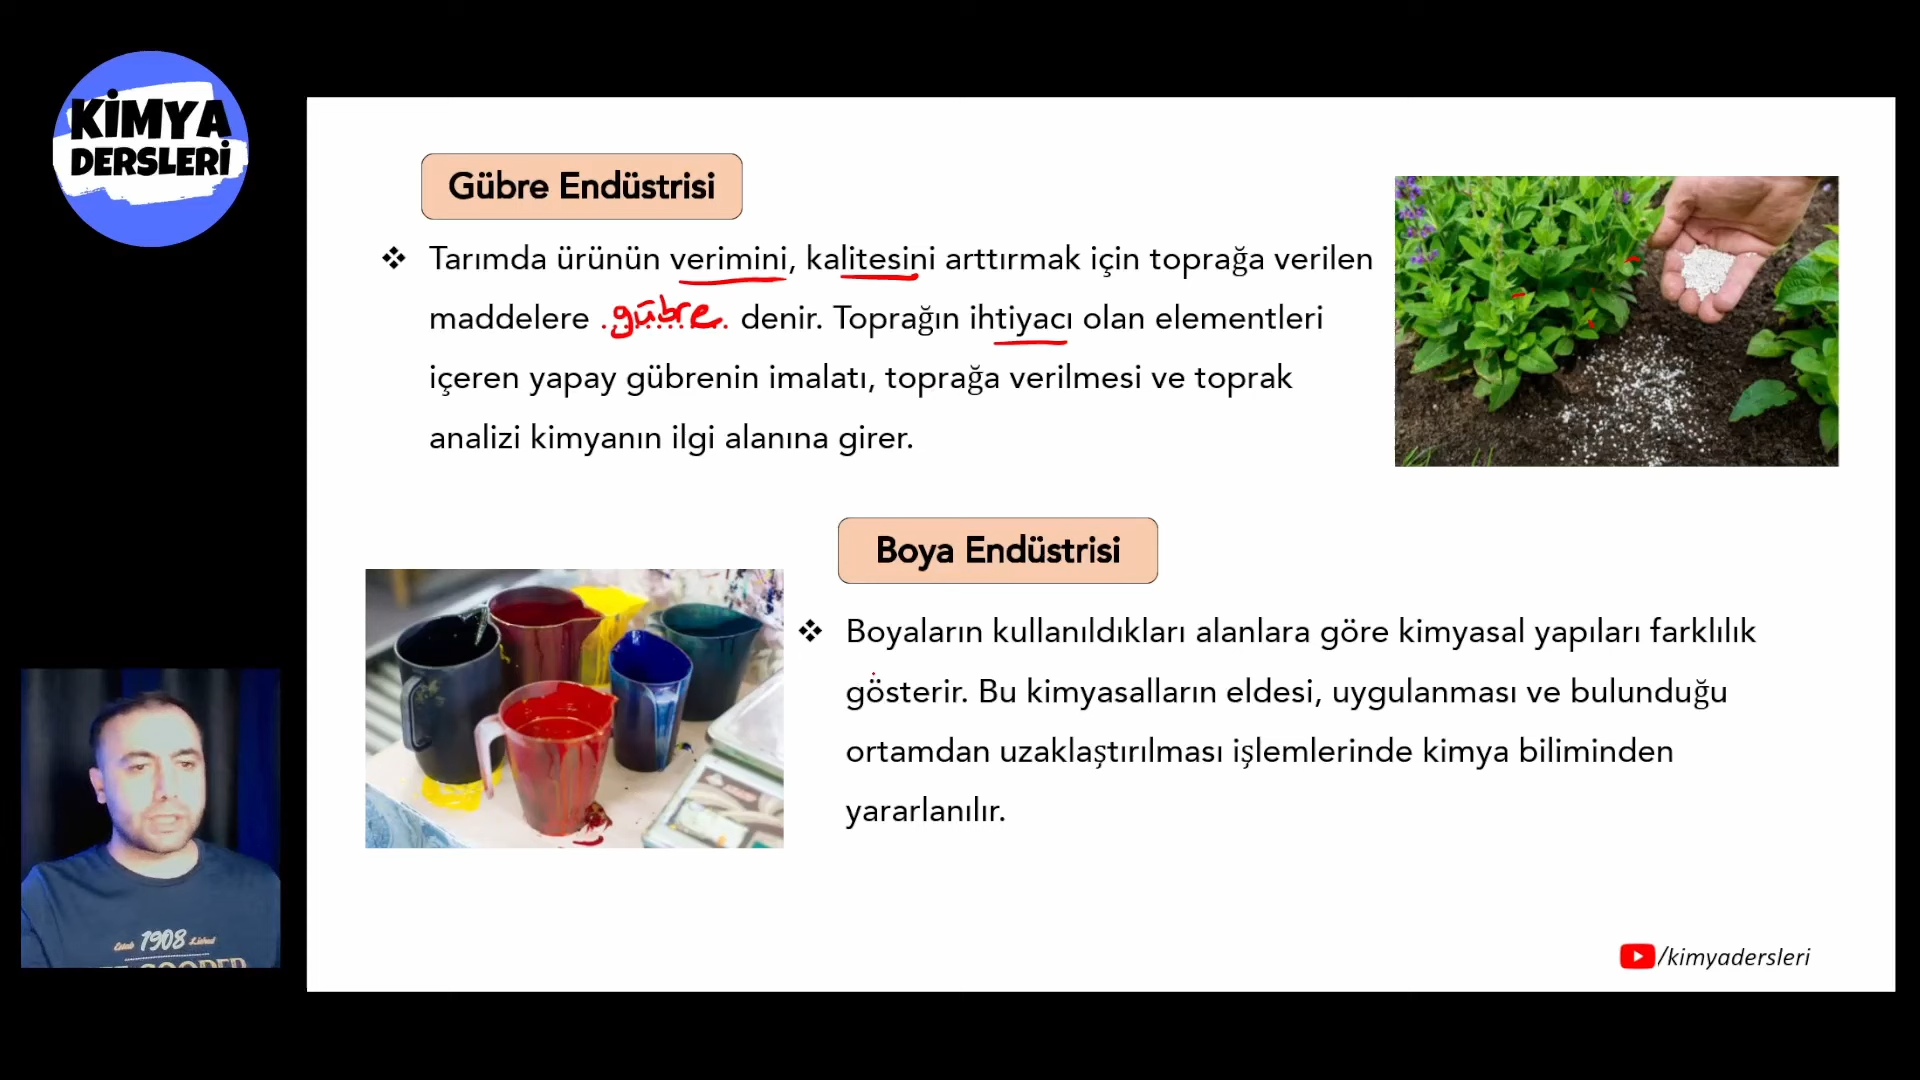 KİMYA
DERSLERİ
Gübre Endüstrisi
❖ Tarımda ürünün verimini, kalitesini arttırmak için toprağa verilen
maddelere gübre denir. Toprağın ihtiyacı olan elementleri
içeren yapay gübrenin imalatı, toprağa verilmesi ve toprak
analizi kimyanın ilgi alanına girer.
Boya Endüstrisi
❖ Boyaların kullanıldıkları alanlara göre kimyasal yapıları farklılık
gösterir. Bu kimyasalların eldesi, uygulanması ve bulunduğu
ortamdan uzaklaştırılması işlemlerinde kimya biliminden
yararlanılır.
1908
/kimyadersleri